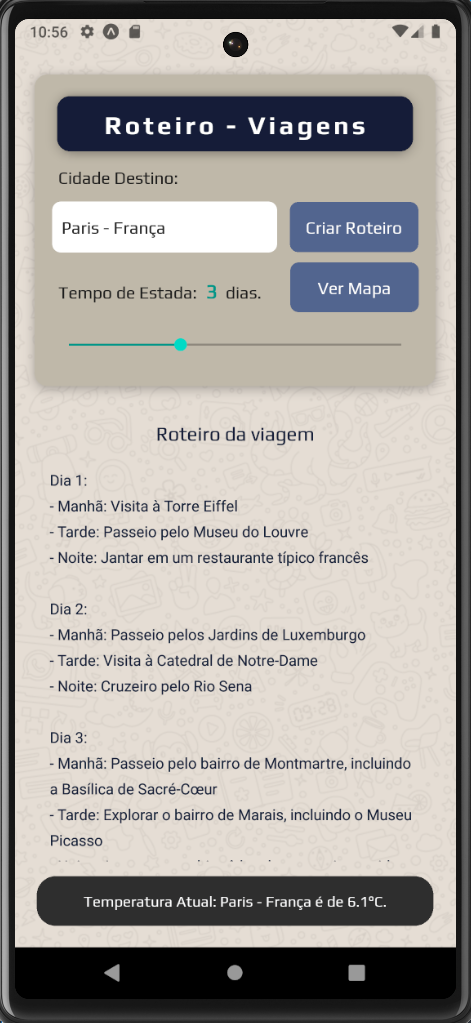 10:56
Roteiro - Viagens
Cidade Destino:
Paris - França
Criar Roteiro
Tempo de Estada: 3 dias.
Ver Mapa
Roteiro da viagem
Dia 1:
- Manhã: Visita à Torre Eiffel
- Tarde: Passeio pelo Museu do Louvre
- Noite: Jantar em um restaurante típico francês
Dia 2:
- Manhã: Passeio pelos Jardins de Luxemburgo
- Tarde: Visita à Catedral de Notre-Dame
- Noite: Cruzeiro pelo Rio Sena
09:28
Dia 3:
- Manhã: Passeio pelo bairro de Montmartre, incluindo
a Basílica de Sacré-Cœur
- Tarde: Explorar o bairro de Marais, incluindo o Museu
Picasso
Temperatura Atual: Paris - França é de 6.1ºC.